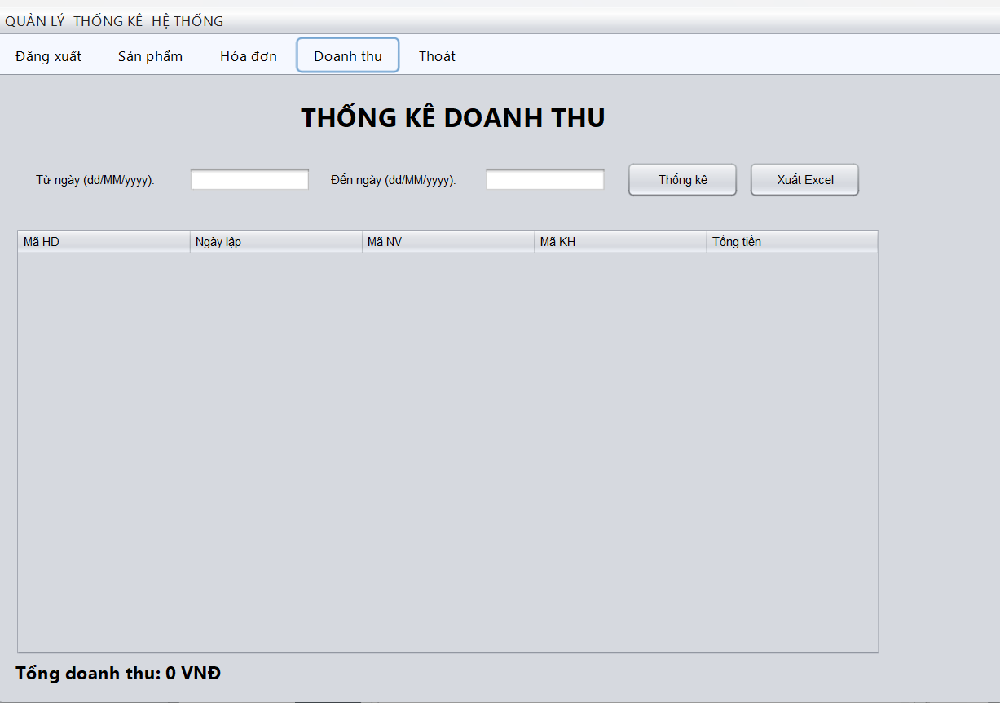 QUẢN LÝ THỐNG KÊ HỆ THỐNG
Đăng xuất Sản phẩm Hóa đơn Doanh thu Thoát
THỐNG KÊ DOANH THU
Từ ngày (dd/MM/yyyy): Đến ngày (dd/MM/yyyy): Thống kê Xuất Excel
Mã HD Ngày lập Mã NV Mã KH Tổng tiền
Tổng doanh thu: 0 VNĐ